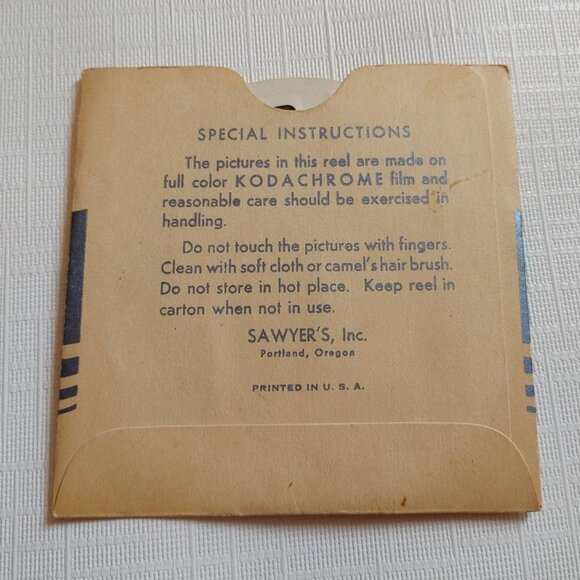 SPECIAL INSTRUCTIONS
The pictures in this reel are made on
full color KODACHROME film and
reasonable care should be exercised in
handling.
Do not touch the pictures with fingers.
Clean with soft cloth or camel's hair brush.
Do not store in hot place. Keep reel in
carton when not in use.
SAWYER'S, Inc.
Portland, Oregon
PRINTED IN U. S. A.